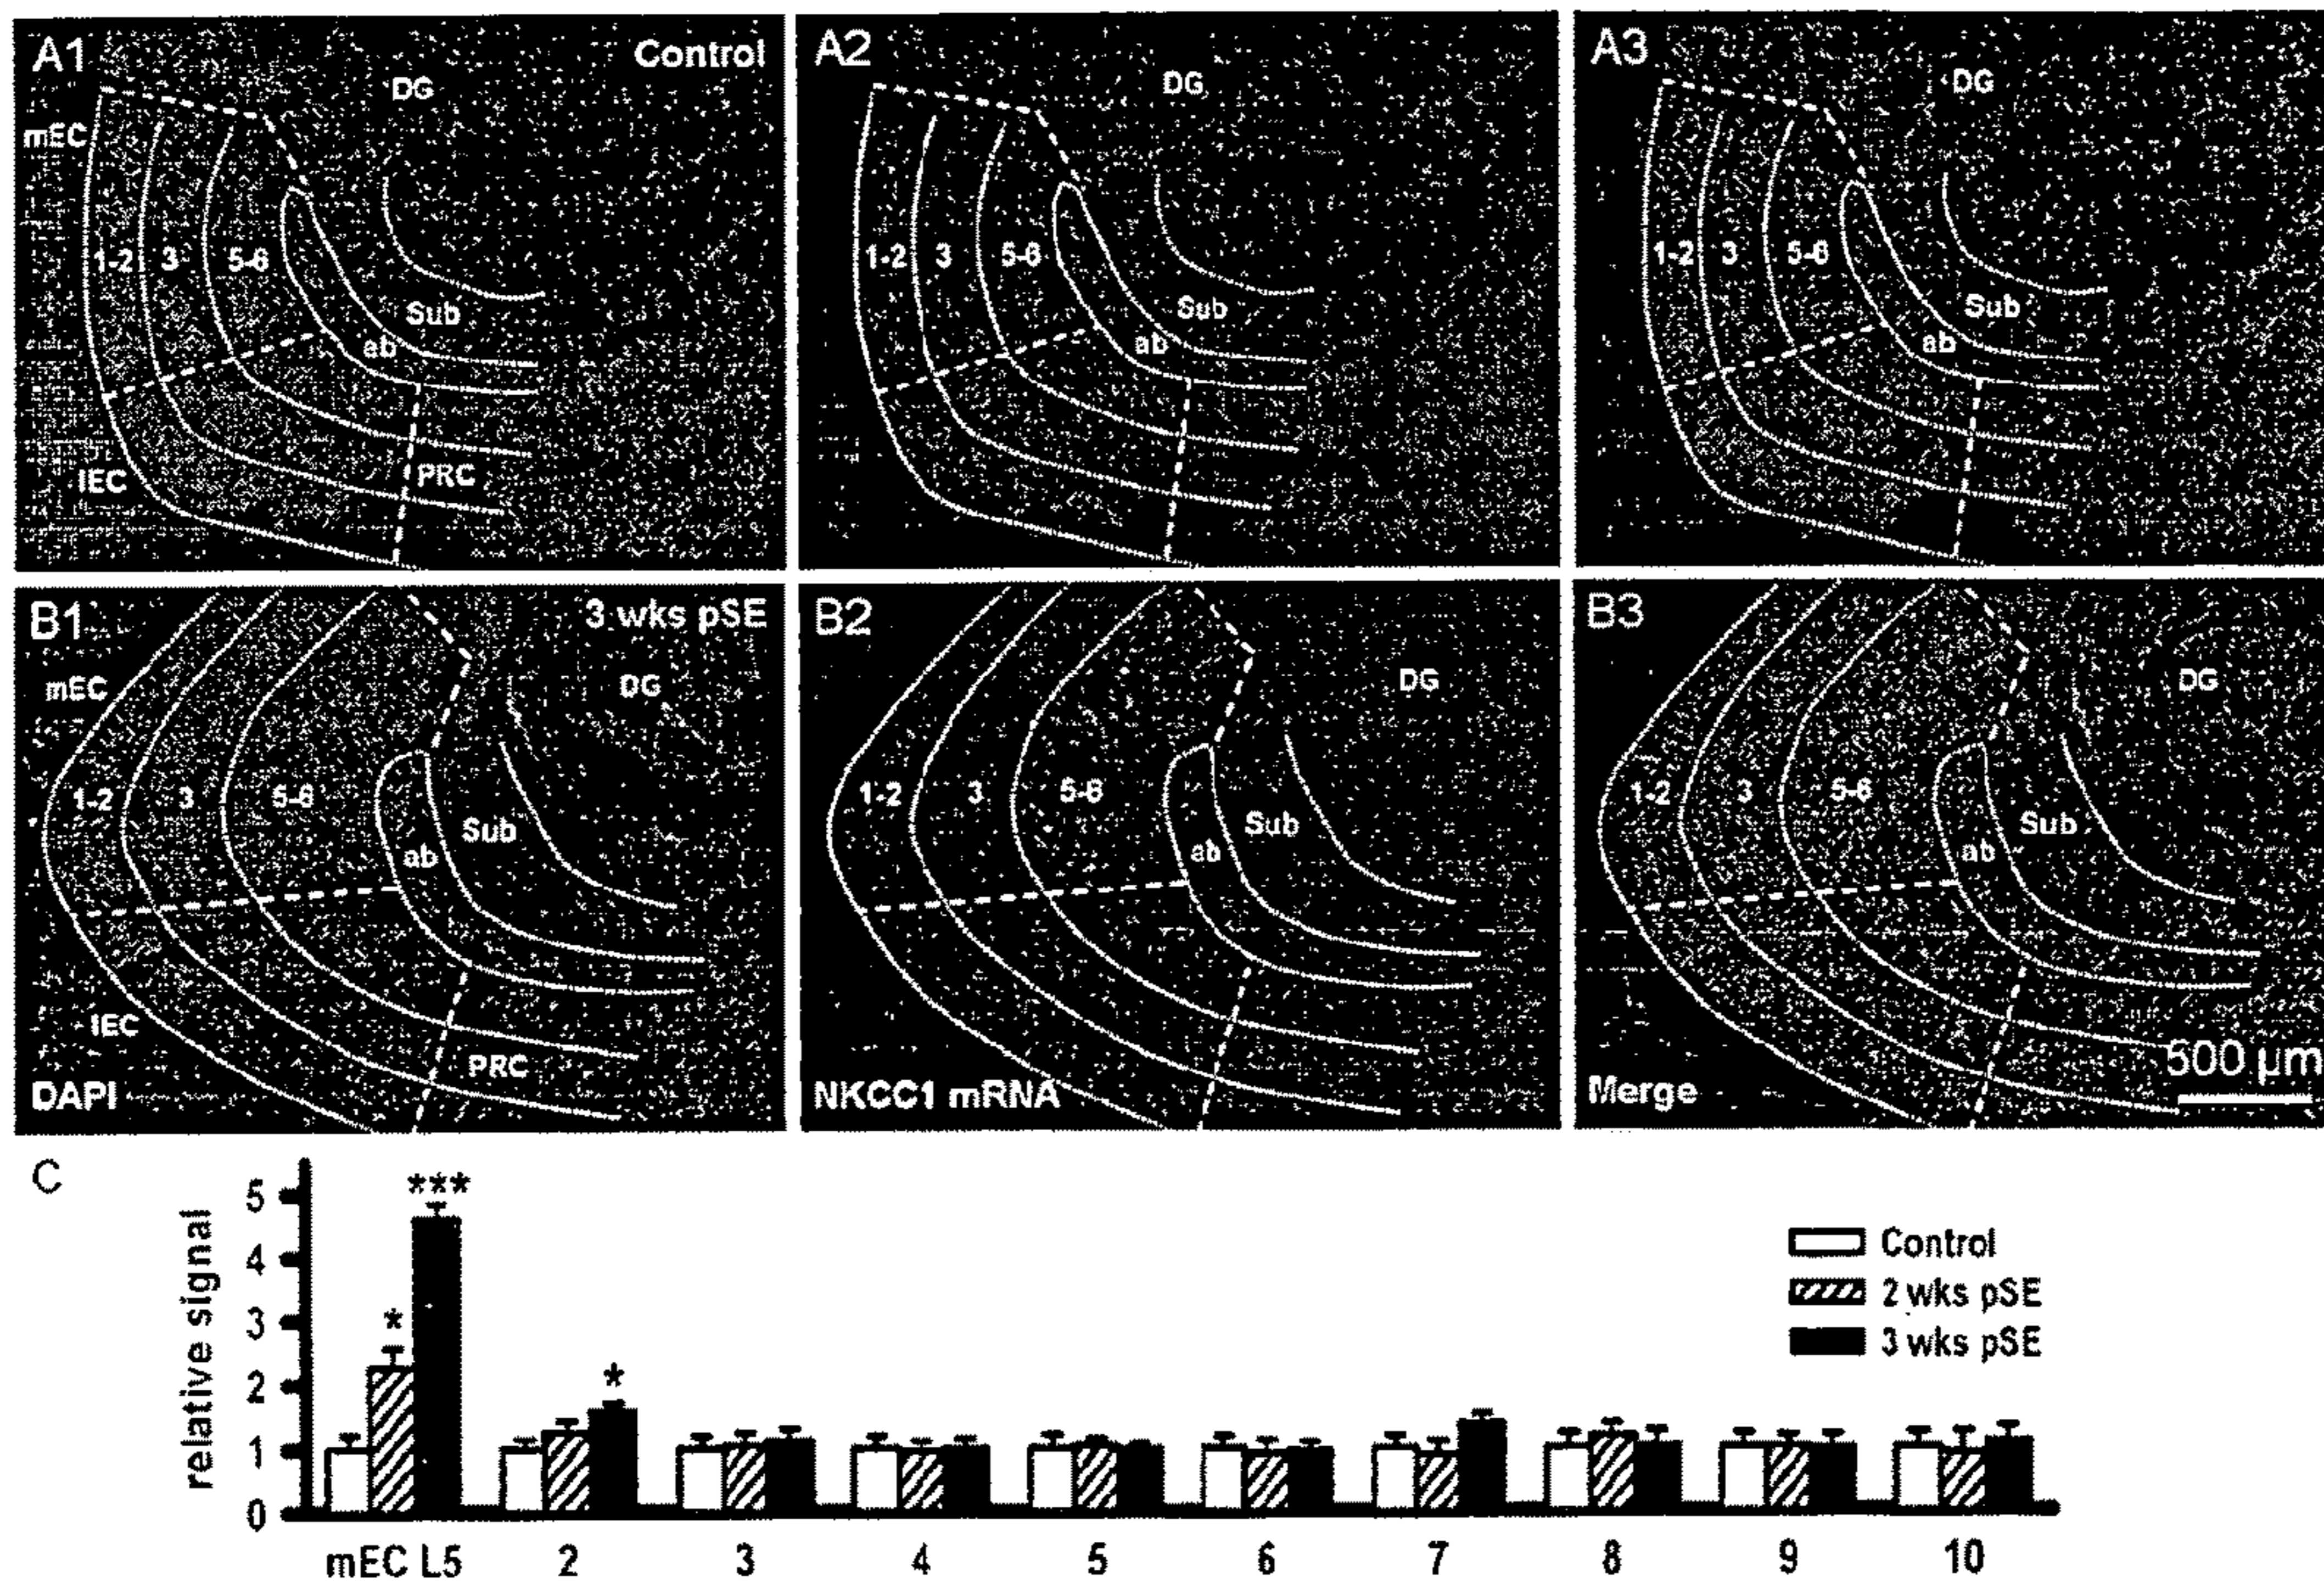 A1 Control
DG
mEC
1-2 3 5-6
Sub
ab
lEC
PRC
A2
DG
1-2 3 5-6
Sub
ab
A3
DG
1-2 3 5-6
Sub
ab
B1 3 wks pSE
mEC
DG
1-2 3 5-6
Sub
ab
lEC
PRC
DAPI
B2
DG
1-2 3 5-6
Sub
ab
NKCC1 mRNA
B3
DG
1-2 3 5-6
Sub
ab
500 µm
Merge
C
relative signal
5
4
3
2
1
0
***
*
*
Control
2 wks pSE
3 wks pSE
mEC L5 2 3 4 5 6 7 8 9 10